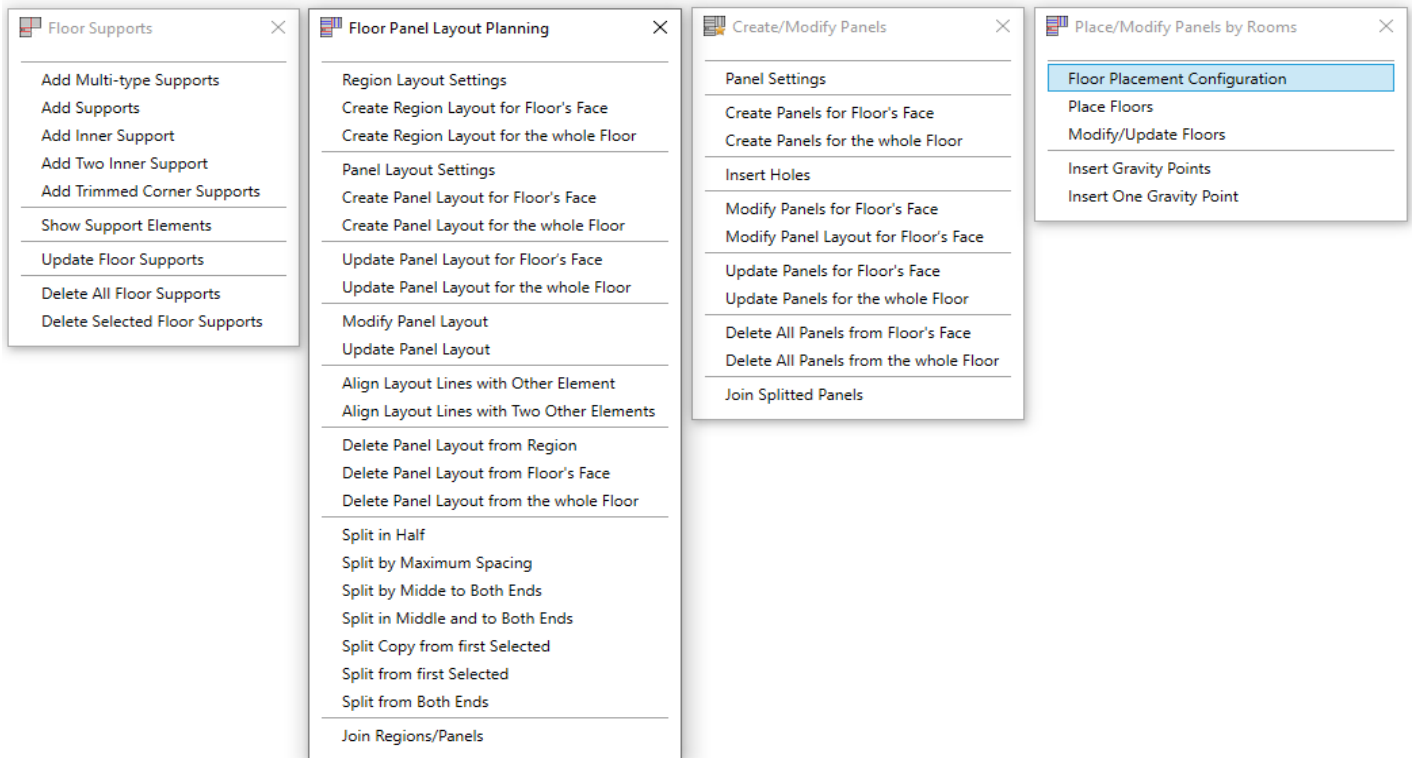 Floor Supports
Add Multi-type Supports
Add Supports
Add Inner Support
Add Two Inner Support
Add Trimmed Corner Supports
Show Support Elements
Update Floor Supports
Delete All Floor Supports
Delete Selected Floor Supports
Floor Panel Layout Planning
Region Layout Settings
Create Region Layout for Floor's Face
Create Region Layout for the whole Floor
Panel Layout Settings
Create Panel Layout for Floor's Face
Create Panel Layout for the whole Floor
Update Panel Layout for Floor's Face
Update Panel Layout for the whole Floor
Modify Panel Layout
Update Panel Layout
Align Layout Lines with Other Element
Align Layout Lines with Two Other Elements
Delete Panel Layout from Region
Delete Panel Layout from Floor's Face
Delete Panel Layout from the whole Floor
Split in Half
Split by Maximum Spacing
Split by Midde to Both Ends
Split in Middle and to Both Ends
Split Copy from first Selected
Split from first Selected
Split from Both Ends
Join Regions/Panels
Create/Modify Panels
Panel Settings
Create Panels for Floor's Face
Create Panels for the whole Floor
Insert Holes
Modify Panels for Floor's Face
Modify Panel Layout for Floor's Face
Update Panels for Floor's Face
Update Panels for the whole Floor
Delete All Panels from Floor's Face
Delete All Panels from the whole Floor
Join Splitted Panels
Place/Modify Panels by Rooms
Floor Placement Configuration
Place Floors
Modify/Update Floors
Insert Gravity Points
Insert One Gravity Point